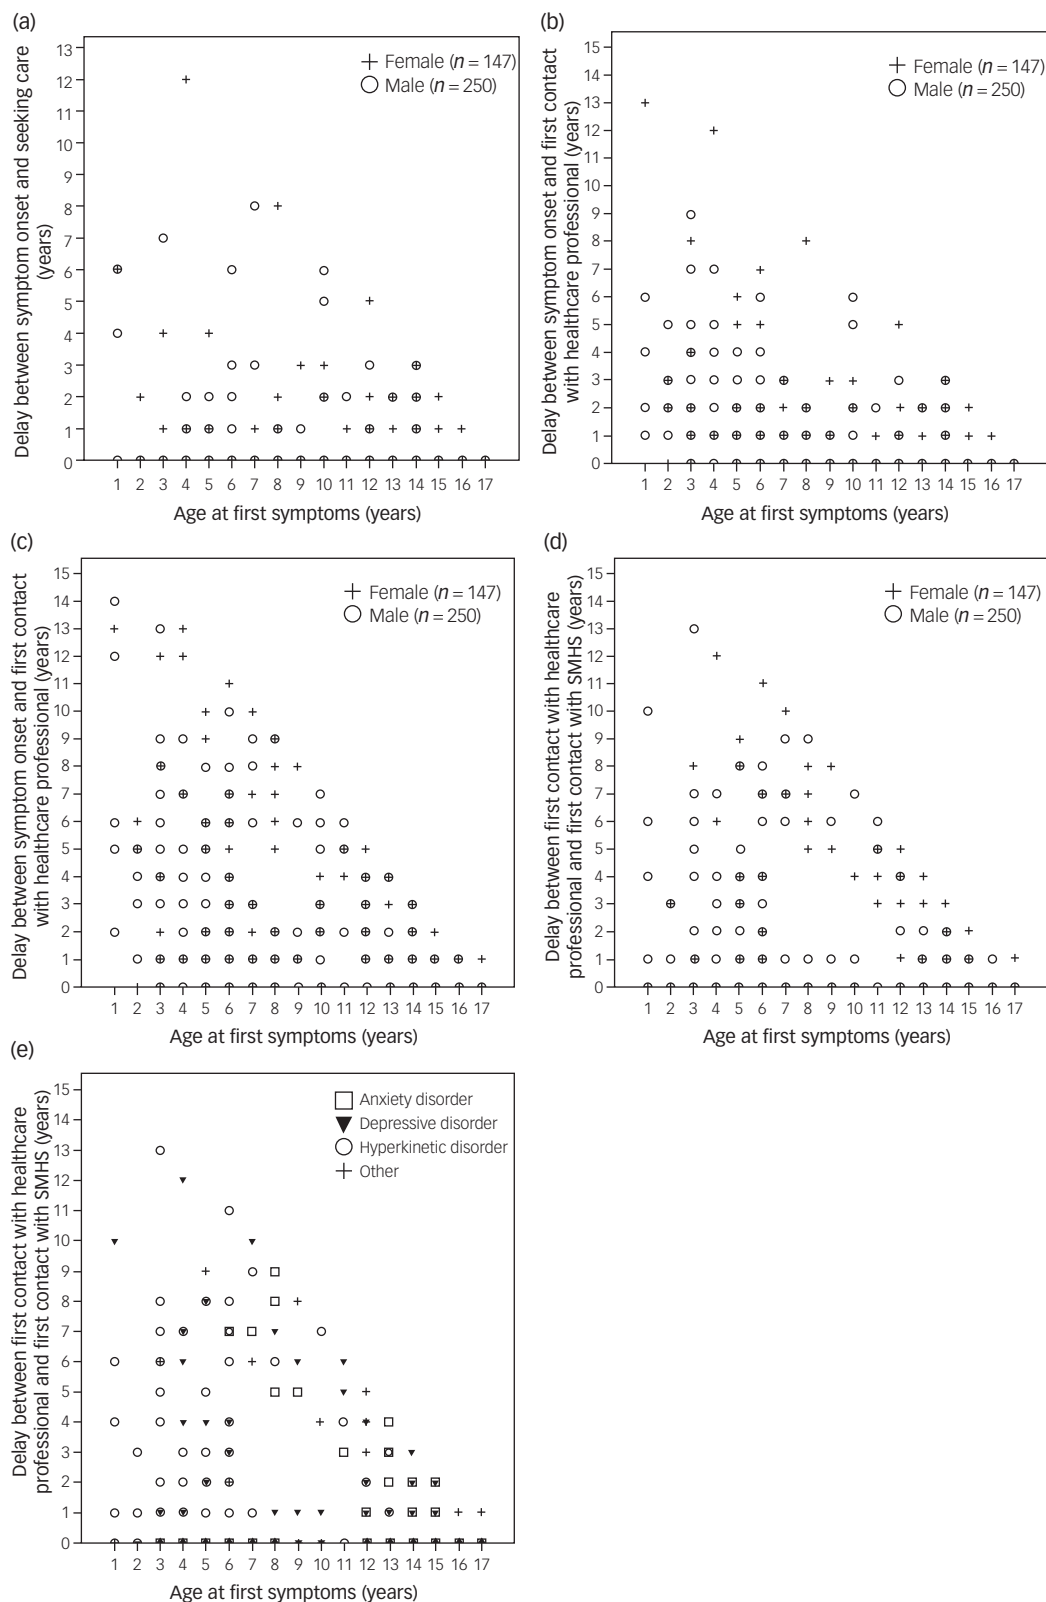 (a)
Delay between symptom onset and seeking care
(years)
13
12
11
10
9
8
7
6
5
4
3
2
1
0
Female (n = 147)
Male (n = 250)
1 2 3 4 5 6 7 8 9 10 11 12 13 14 15 16 17
Age at first symptoms (years)
(b)
Delay between symptom onset and first contact
with healthcare professional (years)
15
14
13
12
11
10
9
8
7
6
5
4
3
2
1
0
Female (n = 147)
Male (n = 250)
1 2 3 4 5 6 7 8 9 10 11 12 13 14 15 16 17
Age at first symptoms (years)
(c)
Delay between symptom onset and first contact
with healthcare professional (years)
15
14
13
12
11
10
9
8
7
6
5
4
3
2
1
0
Female (n = 147)
Male (n = 250)
1 2 3 4 5 6 7 8 9 10 11 12 13 14 15 16 17
Age at first symptoms (years)
(d)
Delay between first contact with healthcare
professional and first contact with SMHS (years)
15
14
13
12
11
10
9
8
7
6
5
4
3
2
1
0
Female (n = 147)
Male (n = 250)
1 2 3 4 5 6 7 8 9 10 11 12 13 14 15 16 17
Age at first symptoms (years)
(e)
Delay between first contact with healthcare
professional and first contact with SMHS (years)
15
14
13
12
11
10
9
8
7
6
5
4
3
2
1
0
Anxiety disorder
Depressive disorder
Hyperkinetic disorder
Other
1 2 3 4 5 6 7 8 9 10 11 12 13 14 15 16 17
Age at first symptoms (years)